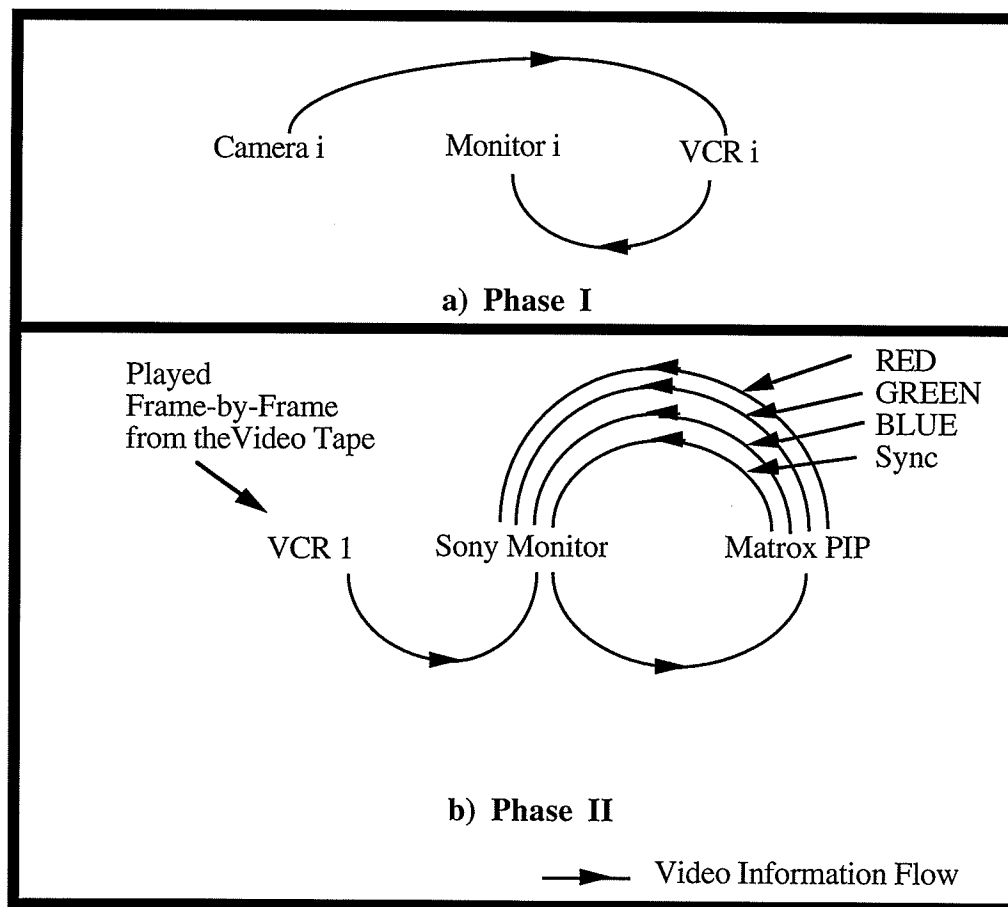 Camera i
Monitor i
VCR i
a) Phase I
Played
Frame-by-Frame
from theVideo Tape
RED
GREEN
BLUE
Sync
VCR 1
Sony Monitor
Matrox PIP
b) Phase II
Video Information Flow